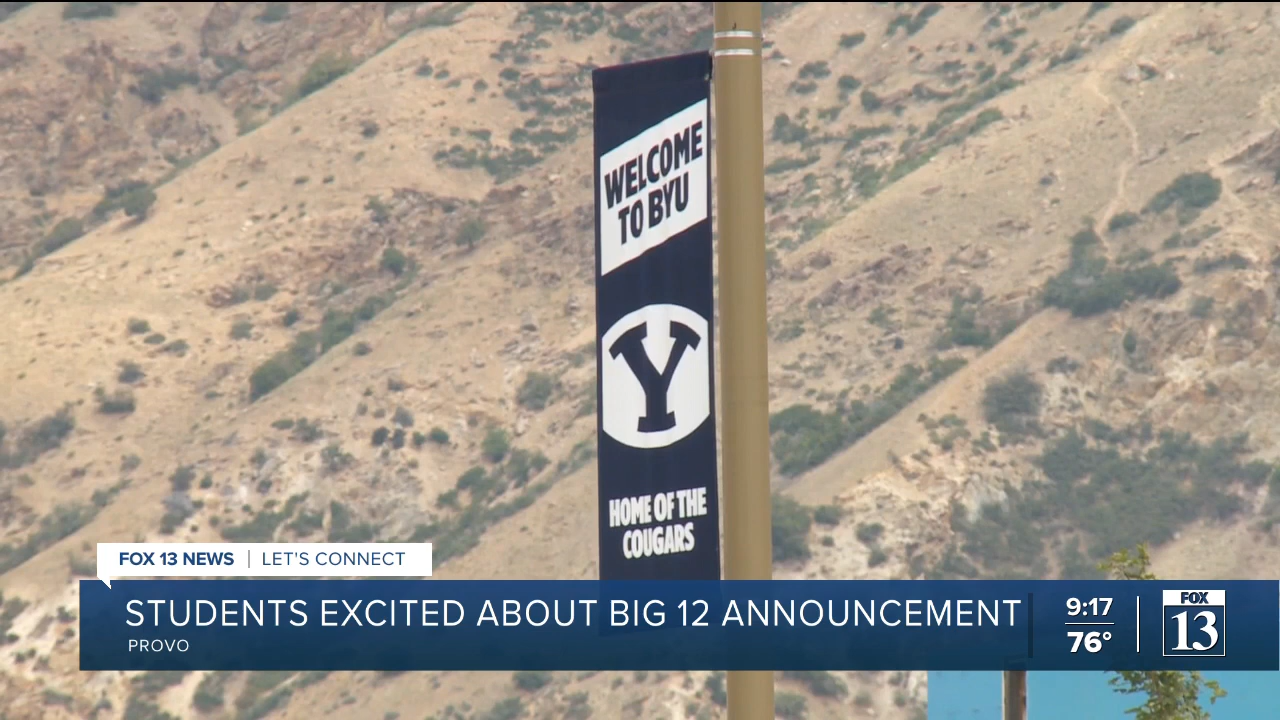 WELCOME
TO BYU
Y
HOME OF THE
COUGARS
FOX 13 NEWS | LET'S CONNECT
STUDENTS EXCITED ABOUT BIG 12 ANNOUNCEMENT
PROVO
9:17
76°
FOX
13